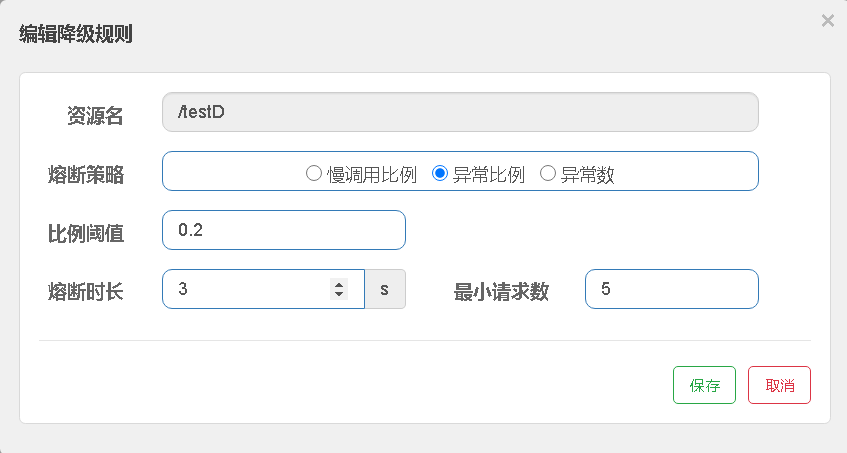 编辑降级规则
×
资源名 /testD
熔断策略 慢调用比例 异常比例 异常数
比例阈值 0.2
熔断时长 3 s 最小请求数 5
保存 取消